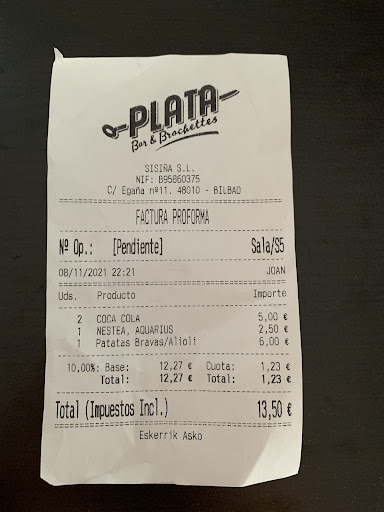 PLATA
Bar & Brochettes
SISIÑA S.L.
NIF: B95860375
C/ Egaña nº11. 48010 - BILBAO
FACTURA PROFORMA
Nº Op.: [Pendiente] Sala/S5
08/11/2021 22:21 JOAN
Uds. Producto Importe
2 COCA COLA 5,00 €
1 NESTEA, AQUARIUS 2,50 €
1 Patatas Bravas/Alioli 6,00 €
10,00%: Base: 12,27 € Cuota: 1,23 €
Total: 12,27 € Total: 1,23 €
Total (Impuestos Incl.) 13,50 €
Eskerrik Asko